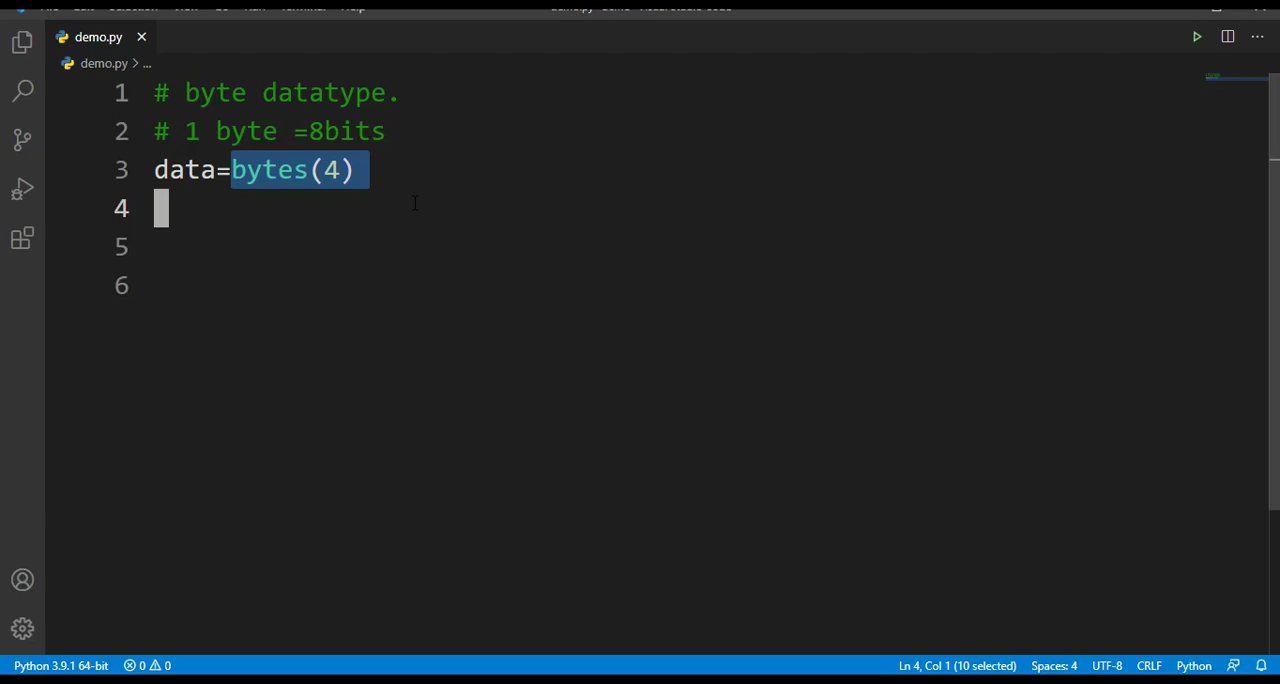 demo.py
demo.py > ...
1 # byte datatype.
2 # 1 byte =8bits
3 data=bytes(4)
4
5
6
Python 3.9.1 64-bit 0 0 Ln 4, Col 1 (10 selected) Spaces: 4 UTF-8 CRLF Python